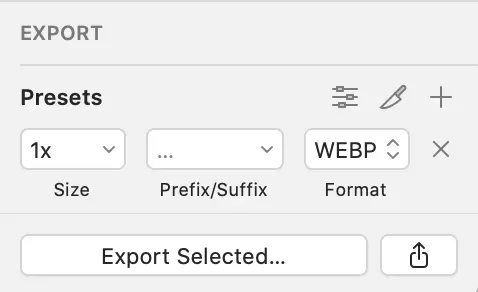 EXPORT
Presets
1x ... WEBP
Size Prefix/Suffix Format
Export Selected...